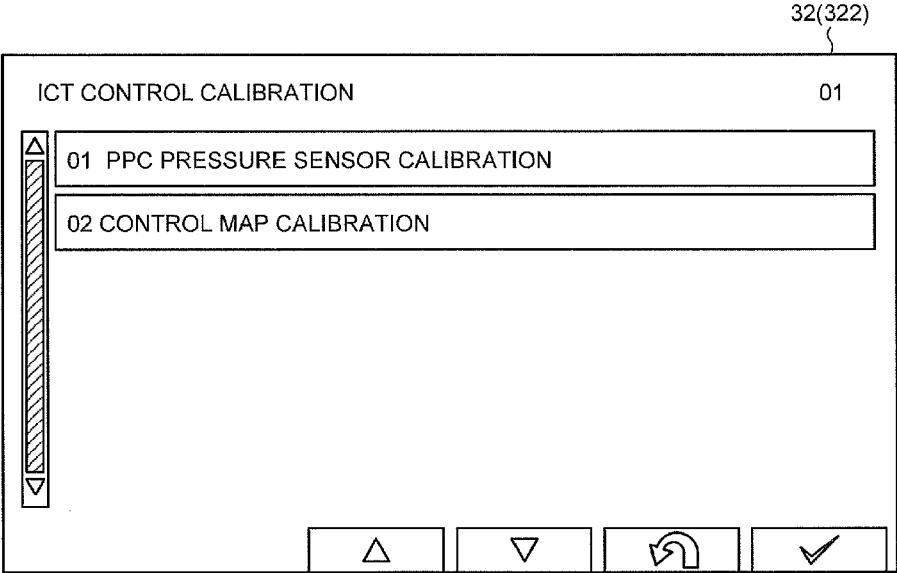 32(322)
ICT CONTROL CALIBRATION 01
01 PPC PRESSURE SENSOR CALIBRATION
02 CONTROL MAP CALIBRATION